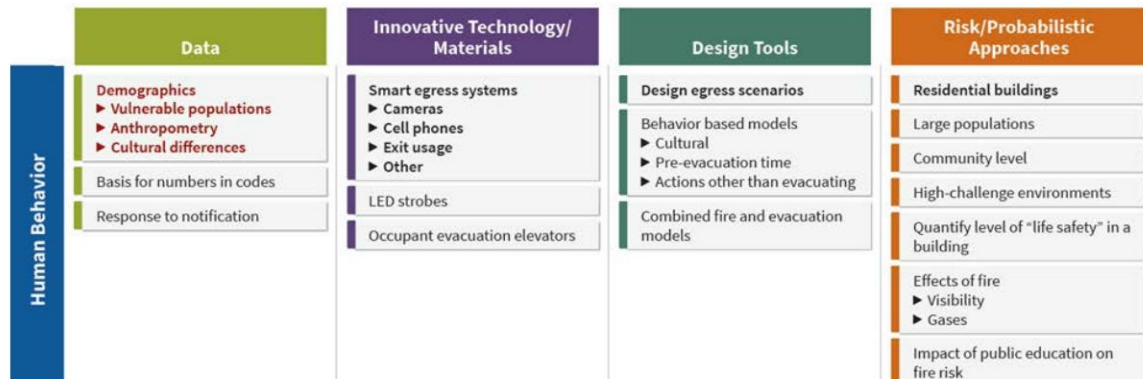 Data
Innovative Technology/
Materials
Design Tools
Risk/Probabilistic
Approaches
Human Behavior
Demographics
► Vulnerable populations
► Anthropometry
► Cultural differences
Basis for numbers in codes
Response to notification
Smart egress systems
► Cameras
► Cell phones
► Exit usage
► Other
LED strobes
Occupant evacuation elevators
Design egress scenarios
Behavior based models
► Cultural
► Pre-evacuation time
► Actions other than evacuating
Combined fire and evacuation
models
Residential buildings
Large populations
Community level
High-challenge environments
Quantify level of “life safety” in a
building
Effects of fire
► Visibility
► Gases
Impact of public education on
fire risk